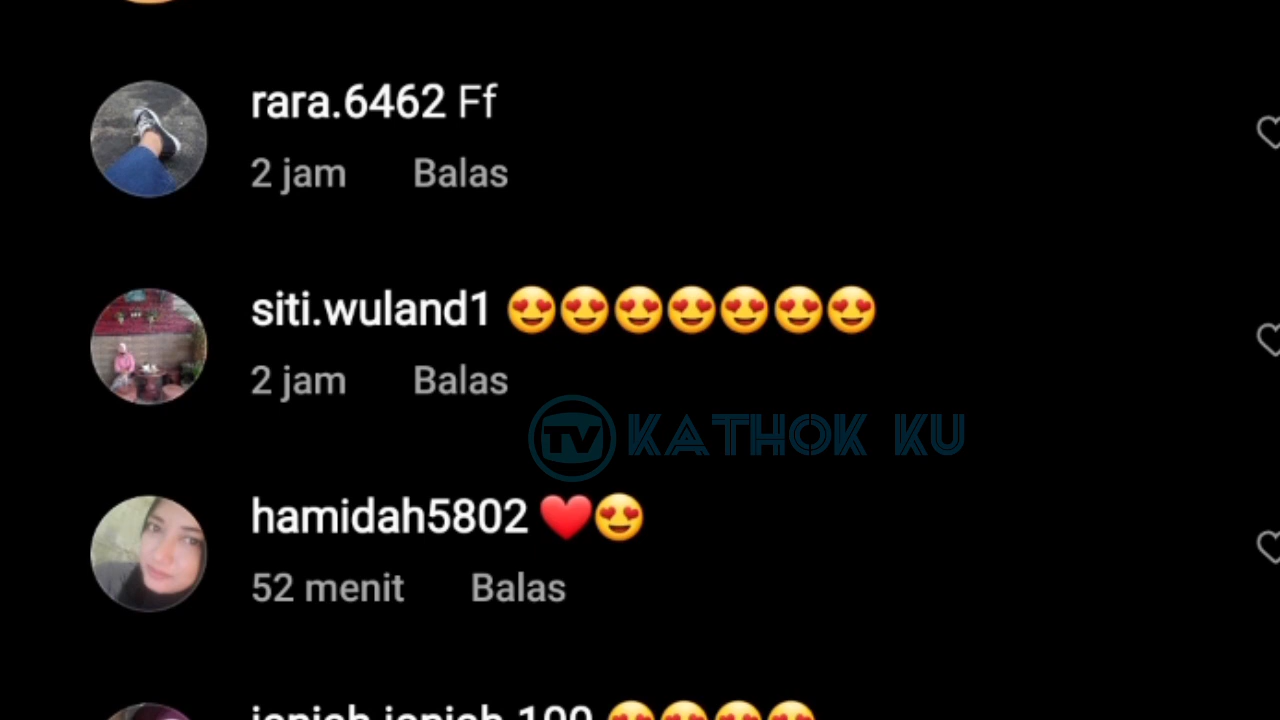 rara.6462 Ff
2 jam Balas
siti.wuland1 😍😍😍😍😍😍😍
2 jam Balas
TV KATHOK KU
hamidah5802 ❤️😍
52 menit Balas
😍😍😍😍